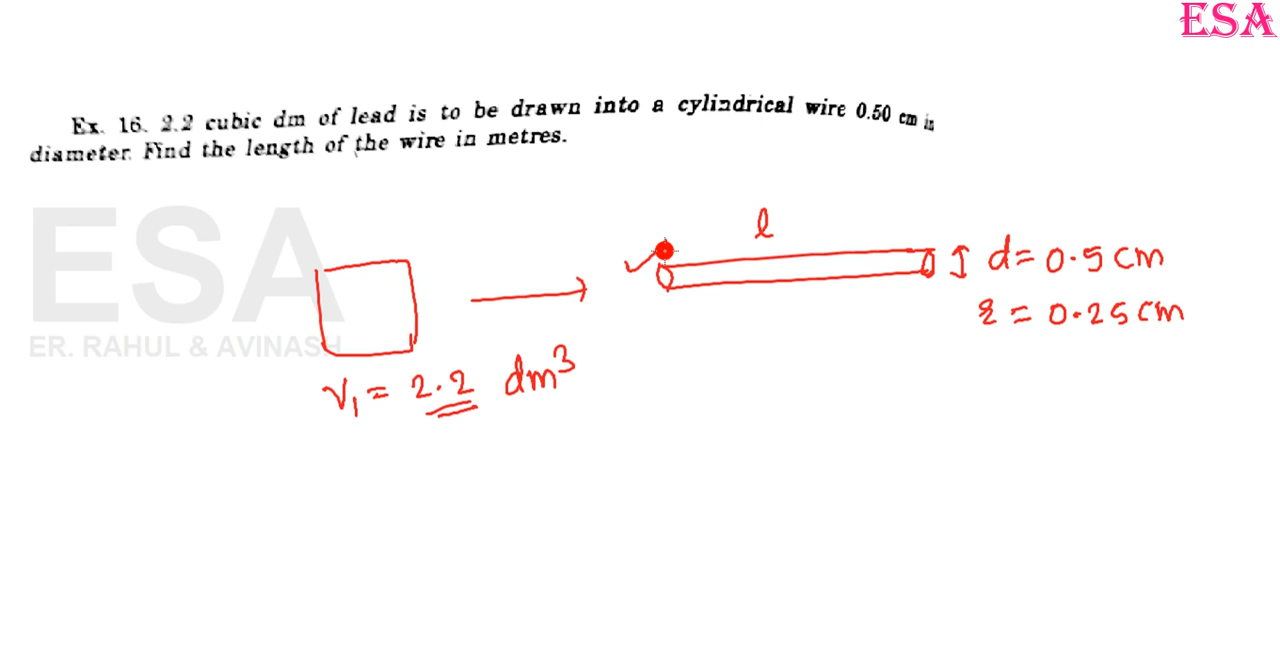 ESA
Ex. 16. 2.2 cubic dm of lead is to be drawn into a cylindrical wire 0.50 cm in
diameter. Find the length of the wire in metres.
ESA
ER. RAHUL & AVINASH
l
d = 0.5 cm
r = 0.25 cm
V₁ = 2.2 dm³